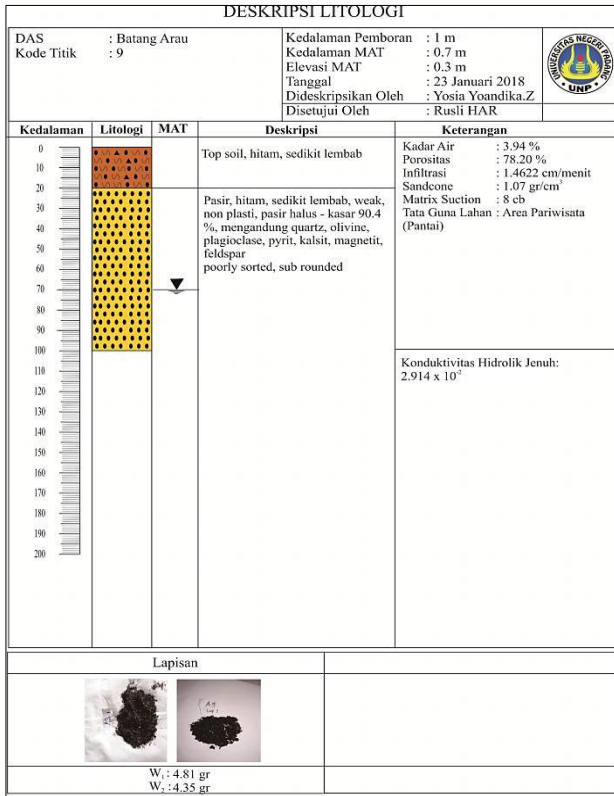 DESKRIPSI LITOLOGI
DAS : Batang Arau
Kode Titik : 9
Kedalaman Pemboran : 1 m
Kedalaman MAT : 0.7 m
Elevasi MAT : 0.3 m
Tanggal : 23 Januari 2018
Dideskripsikan Oleh : Yosia Yoandika.Z
Disetujui Oleh : Rusli HAR
UNIVERSITAS NEGERI PADANG
UNP
Kedalaman Litologi MAT Deskripsi Keterangan
0
10
20
30
40
50
60
70
80
90
100
110
120
130
140
150
160
170
180
190
200
Top soil, hitam, sedikit lembab
Pasir, hitam, sedikit lembab, weak,
non plasti, pasir halus - kasar 90.4
%, mengandung quartz, olivine,
plagioclase, pyrit, kalsit, magnetit,
feldspar
poorly sorted, sub rounded
Kadar Air : 3.94 %
Porositas : 78.20 %
Infiltrasi : 1.4622 cm/menit
Sandcone : 1.07 gr/cm³
Matrix Suction : 8 cb
Tata Guna Lahan : Area Pariwisata
(Pantai)
Konduktivitas Hidrolik Jenuh:
2.914 x 10⁻²
Lapisan
W₁ : 4.81 gr
W₂ : 4.35 gr